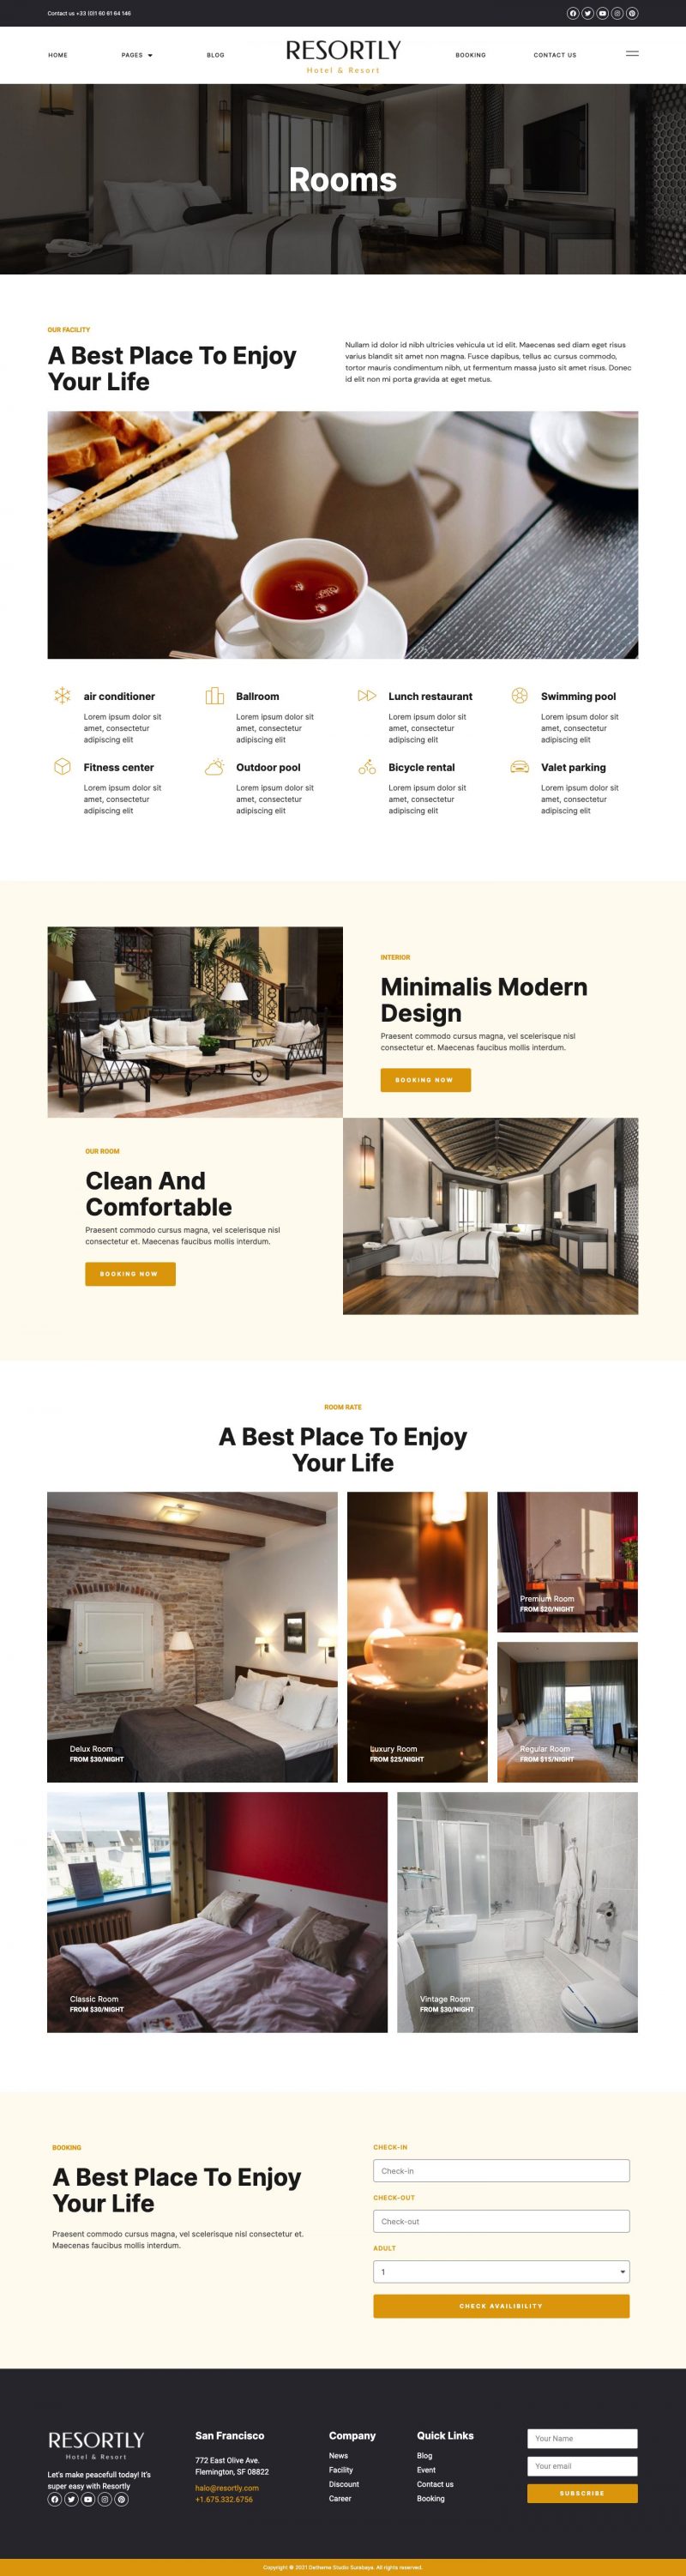 Contact us +33 (0)1 60 61 64 146
HOME
PAGES
BLOG
RESORTLY
Hotel & Resort
BOOKING
CONTACT US
Rooms
OUR FACILITY
A Best Place To Enjoy
Your Life
Nullam id dolor id nibh ultricies vehicula ut id elit. Maecenas sed diam eget risus
varius blandit sit amet non magna. Fusce dapibus, tellus ac cursus commodo,
tortor mauris condimentum nibh, ut fermentum massa justo sit amet risus. Donec
id elit non mi porta gravida at eget metus.
air conditioner
Lorem ipsum dolor sit
amet, consectetur
adipiscing elit
Ballroom
Lorem ipsum dolor sit
amet, consectetur
adipiscing elit
Lunch restaurant
Lorem ipsum dolor sit
amet, consectetur
adipiscing elit
Swimming pool
Lorem ipsum dolor sit
amet, consectetur
adipiscing elit
Fitness center
Lorem ipsum dolor sit
amet, consectetur
adipiscing elit
Outdoor pool
Lorem ipsum dolor sit
amet, consectetur
adipiscing elit
Bicycle rental
Lorem ipsum dolor sit
amet, consectetur
adipiscing elit
Valet parking
Lorem ipsum dolor sit
amet, consectetur
adipiscing elit
INTERIOR
Minimalis Modern
Design
Praesent commodo cursus magna, vel scelerisque nisl
consectetur et. Maecenas faucibus mollis interdum.
BOOKING NOW
OUR ROOM
Clean And
Comfortable
Praesent commodo cursus magna, vel scelerisque nisl
consectetur et. Maecenas faucibus mollis interdum.
BOOKING NOW
ROOM RATE
A Best Place To Enjoy
Your Life
Delux Room
FROM $30/NIGHT
Luxury Room
FROM $25/NIGHT
Premium Room
FROM $20/NIGHT
Regular Room
FROM $15/NIGHT
Classic Room
FROM $30/NIGHT
Vintage Room
FROM $30/NIGHT
BOOKING
A Best Place To Enjoy
Your Life
Praesent commodo cursus magna, vel scelerisque nisl consectetur et.
Maecenas faucibus mollis interdum.
CHECK-IN
Check-in
CHECK-OUT
Check-out
ADULT
1
CHECK AVAILIBILITY
RESORTLY
Hotel & Resort
Let's make peacefull today! It's
super easy with Resortly
San Francisco
772 East Olive Ave.
Flemington, SF 08822
halo@resortly.com
+1.675.332.6756
Company
News
Facility
Discount
Career
Quick Links
Blog
Event
Contact us
Booking
Your Name
Your email
SUBSCRIBE
Copyright © 2021 Detheme Studio Surabaya. All rights reserved.